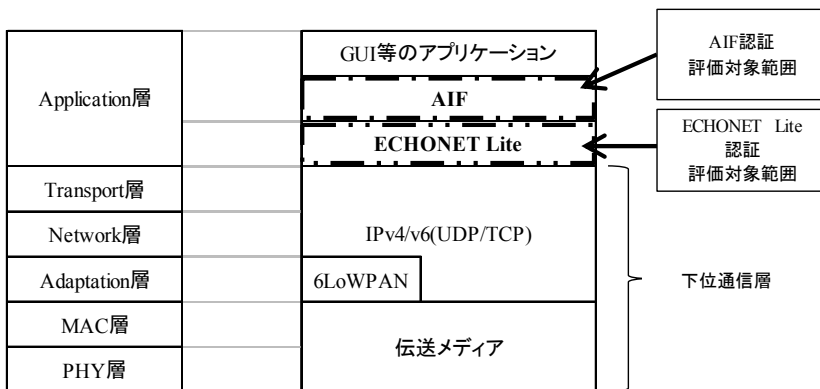 GUI等のアプリケーション
AIF認証
評価対象範囲
Application層
AIF
ECHONET Lite
ECHONET Lite
認証
評価対象範囲
Transport層
Network層
IPv4/v6(UDP/TCP)
Adaptation層
6LoWPAN
下位通信層
MAC層
伝送メディア
PHY層